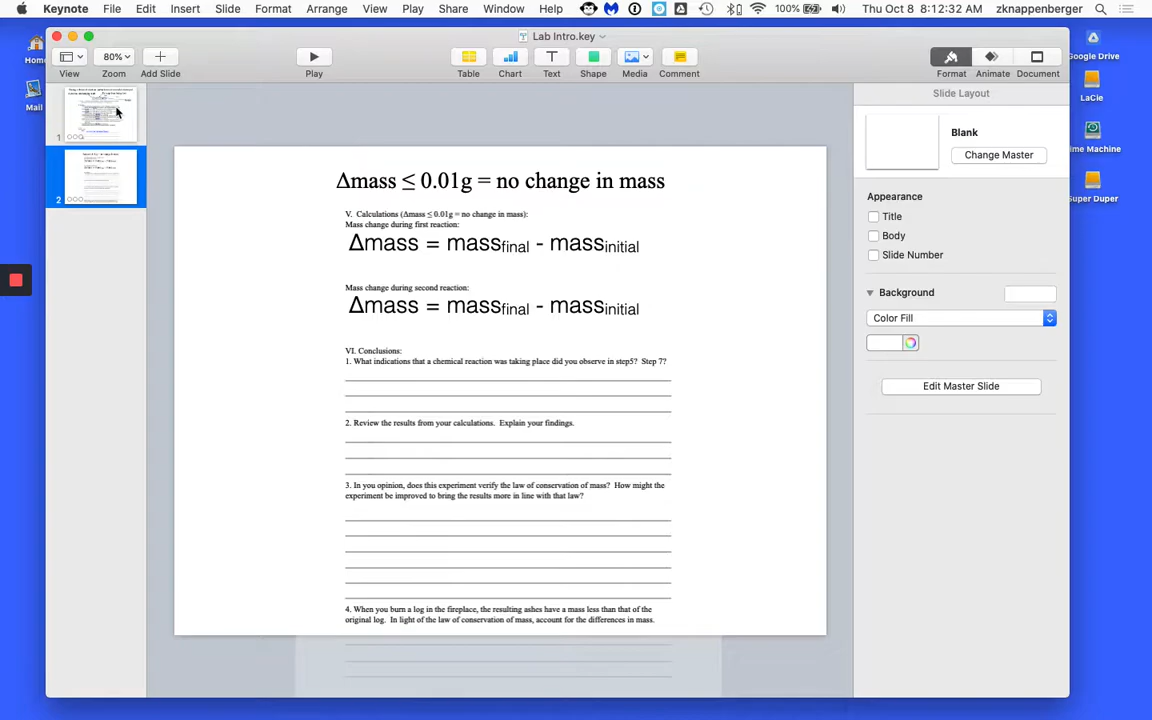 Keynote File Edit Insert Slide Format Arrange View Play Share Window Help 100% Thu Oct 8 8:12:32 AM zknappenberger
Lab Intro.key
80%
View Zoom Add Slide Play Table Chart Text Shape Media Comment Format Animate Document
Home
Mail
Google Drive
LaCie
ime Machine
Super Duper
1
2
Δmass ≤ 0.01g = no change in mass
V. Calculations (Δmass ≤ 0.01g = no change in mass):
Mass change during first reaction:
Δmass = massfinal - massinitial
Mass change during second reaction:
Δmass = massfinal - massinitial
VI. Conclusions:
1. What indications that a chemical reaction was taking place did you observe in step5? Step 7?
2. Review the results from your calculations. Explain your findings.
3. In you opinion, does this experiment verify the law of conservation of mass? How might the
experiment be improved to bring the results more in line with that law?
4. When you burn a log in the fireplace, the resulting ashes have a mass less than that of the
original log. In light of the law of conservation of mass, account for the differences in mass.
Slide Layout
Blank
Change Master
Appearance
Title
Body
Slide Number
Background
Color Fill
Edit Master Slide